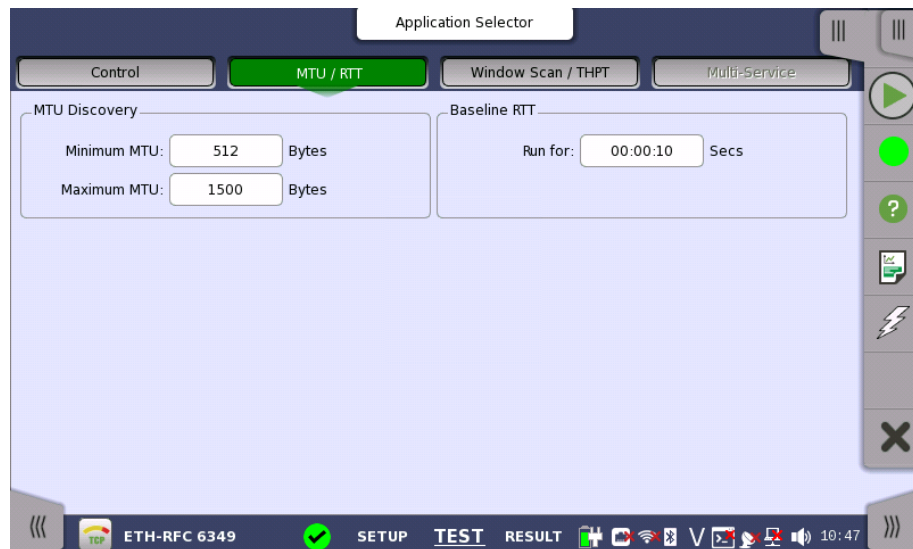 Application Selector
Control
MTU / RTT
Window Scan / THPT
Multi-Service
MTU Discovery
Minimum MTU: 512 Bytes
Maximum MTU: 1500 Bytes
Baseline RTT
Run for: 00:00:10 Secs
?
TCP
ETH-RFC 6349
SETUP
TEST
RESULT
V
10:47